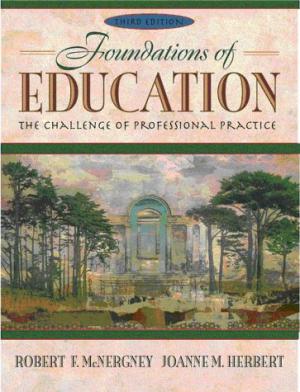 THIRD EDITION
Foundations of
EDUCATION
THE CHALLENGE OF PROFESSIONAL PRACTICE
ROBERT F. MCNERGNEY JOANNE M. HERBERT